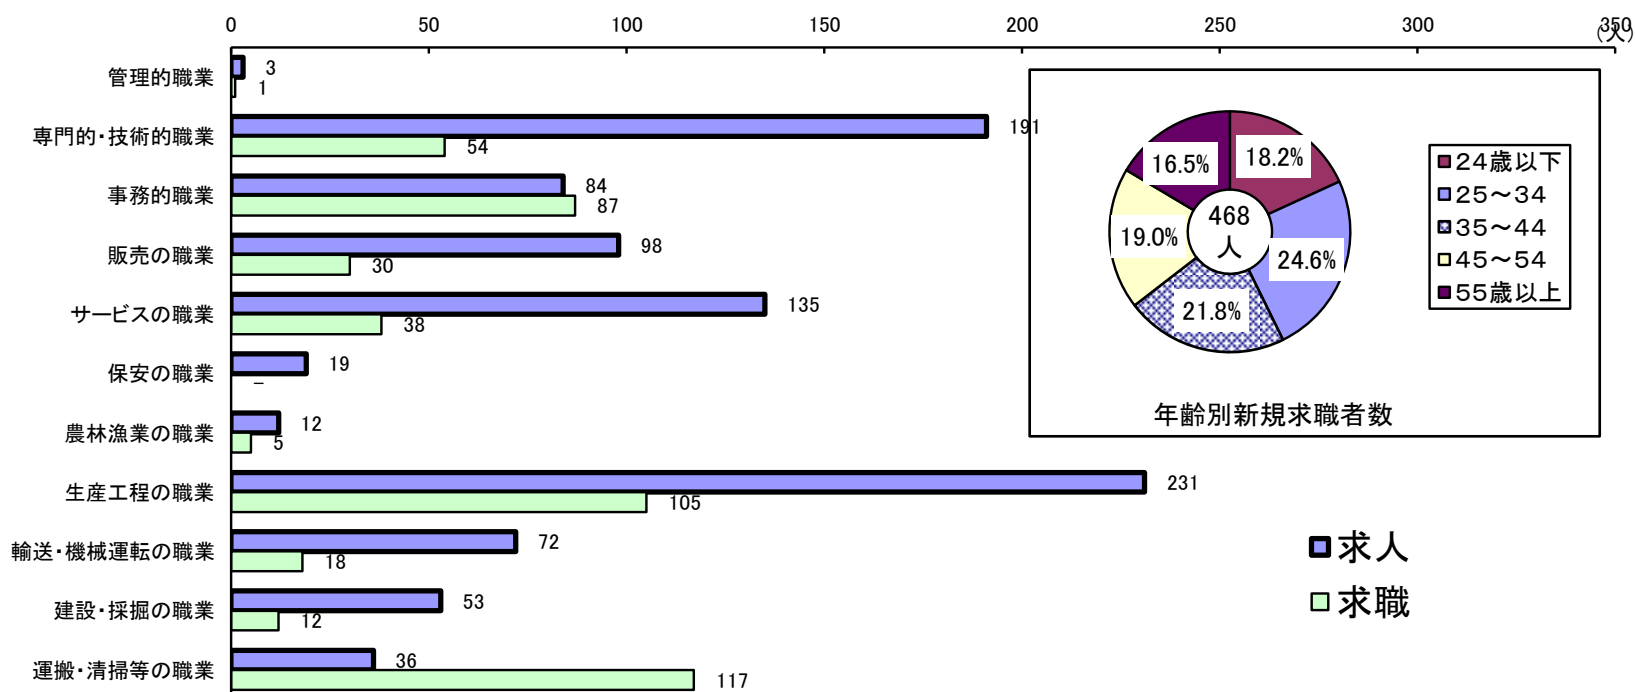 0 50 100 150 200 250 300 350
(人)
管理的職業 3
1
専門的・技術的職業 191
54
事務的職業 84
87
販売の職業 98
30
サービスの職業 135
38
保安の職業 19
－
農林漁業の職業 12
5
生産工程の職業 231
105
輸送・機械運転の職業 72
18
建設・採掘の職業 53
12
運搬・清掃等の職業 36
117
18.2%
24.6%
21.8%
19.0%
16.5%
468
人
24歳以下
25～34
35～44
45～54
55歳以上
年齢別新規求職者数
求人
求職